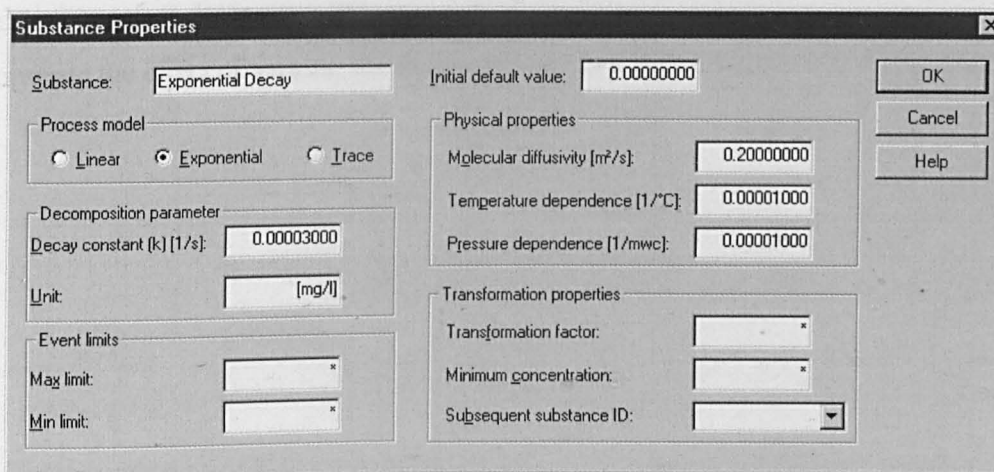 Substance Properties
Substance: Exponential Decay
Process model
Linear Exponential Trace
Decomposition parameter
Decay constant (k) [1/s]: 0.00003000
Unit: [mg/l]
Event limits
Max limit: *
Min limit: *
Initial default value: 0.00000000
Physical properties
Molecular diffusivity [m²/s]: 0.20000000
Temperature dependence [1/°C]: 0.00001000
Pressure dependence [1/mwc]: 0.00001000
Transformation properties
Transformation factor: *
Minimum concentration: *
Subsequent substance ID:
OK
Cancel
Help